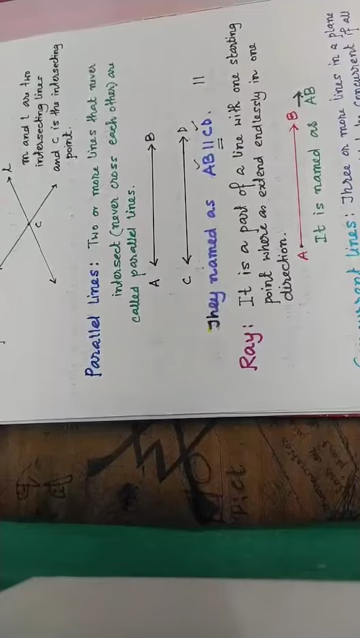 m and l are two
intersecting lines
and c is the intersecting
point.
l
c
Parallel Lines: Two or more lines that never
intersect (never cross each other) are
called parallel lines.
A B
C D
They named as AB || CD. ||
Ray: It is a part of a line with one starting
point where as extend endlessly in one
direction.
A B
It is named as AB
lines: Three or more lines in a plane
concurrent if all